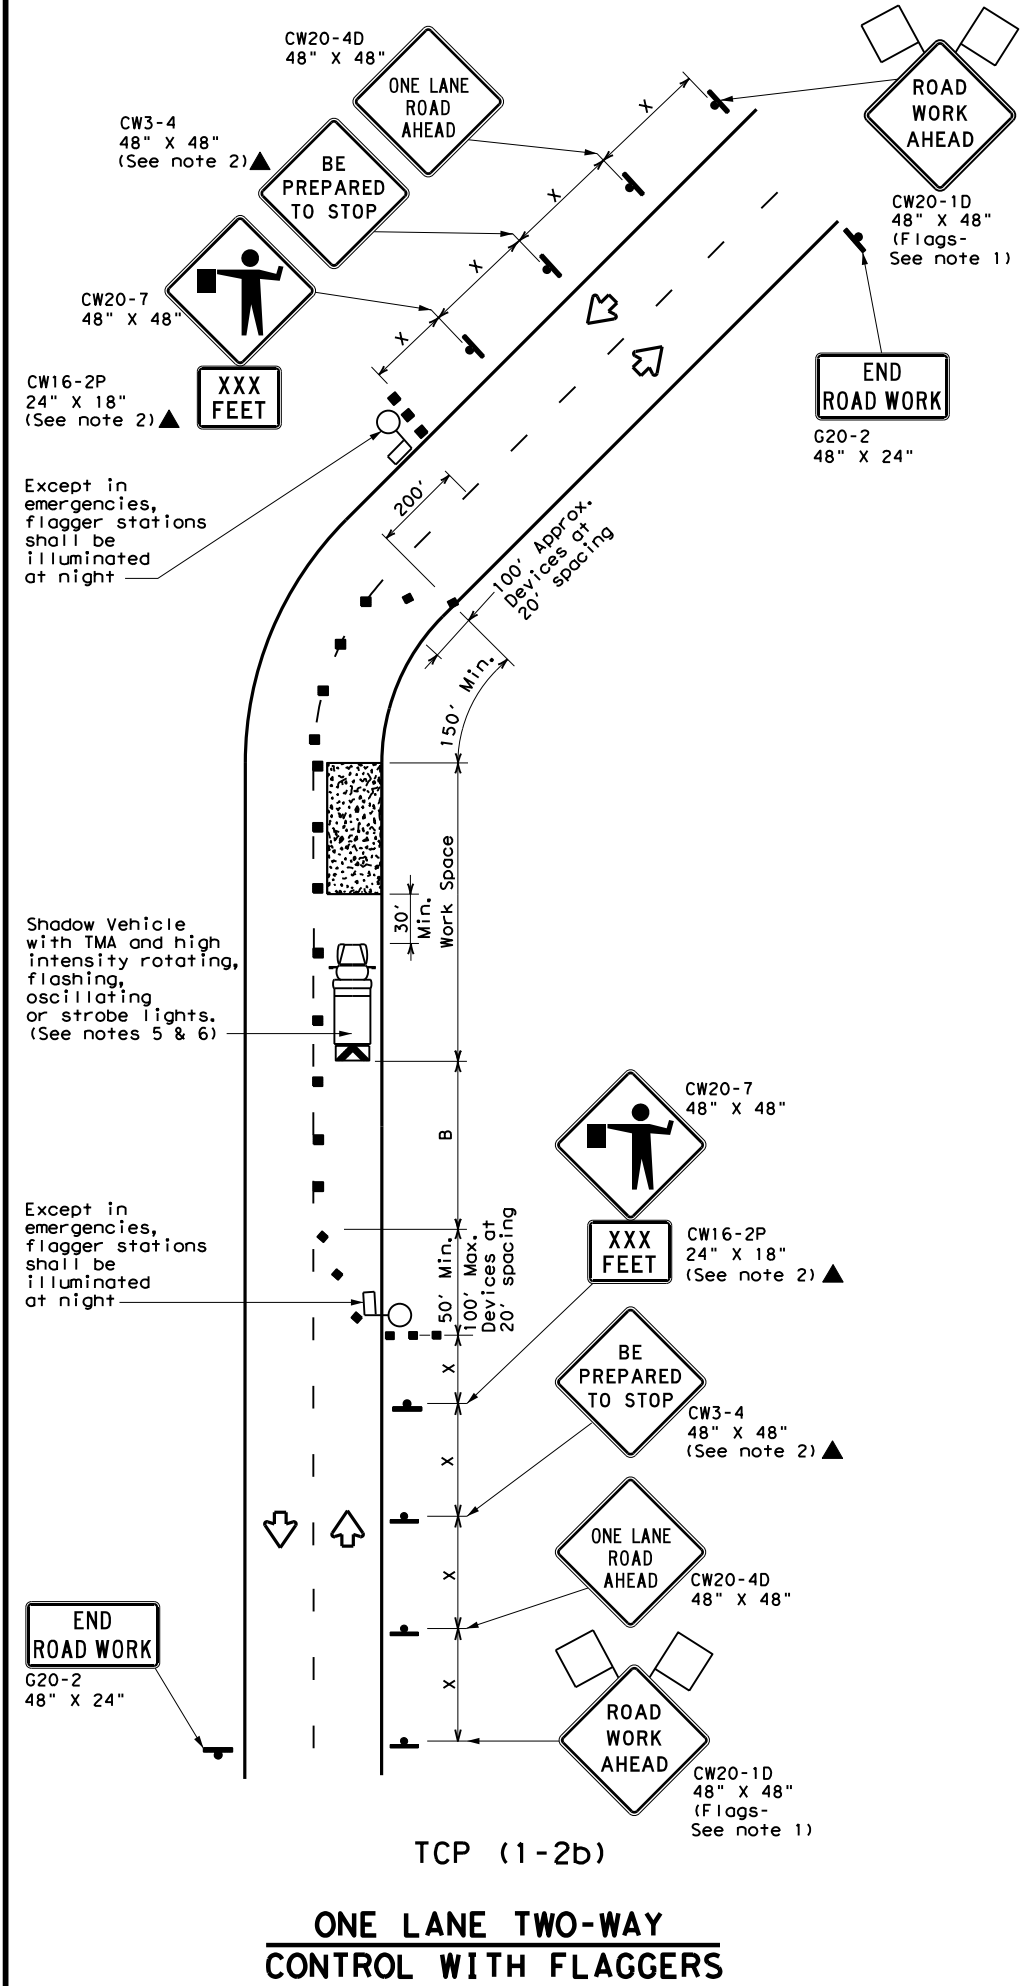 CW20-4D
48" X 48"
ONE LANE
ROAD
AHEAD
ROAD
WORK
AHEAD
CW20-1D
48" X 48"
(Flags-
See note 1)
CW3-4
48" X 48"
(See note 2)
BE
PREPARED
TO STOP
X
X
X
X
CW20-7
48" X 48"
CW16-2P
24" X 18"
(See note 2)
XXX
FEET
END
ROAD WORK
G20-2
48" X 24"
Except in
emergencies,
flagger stations
shall be
illuminated
at night
200'
100' Approx.
Devices at
20' spacing
150' Min.
Work Space
30'
Min.
Shadow Vehicle
with TMA and high
intensity rotating,
flashing,
oscillating
or strobe lights.
(See notes 5 & 6)
B
CW20-7
48" X 48"
XXX
FEET
CW16-2P
24" X 18"
(See note 2)
Except in
emergencies,
flagger stations
shall be
illuminated
at night
50' Min.
100' Max.
Devices at
20' spacing
X
X
X
X
BE
PREPARED
TO STOP
CW3-4
48" X 48"
(See note 2)
ONE LANE
ROAD
AHEAD
CW20-4D
48" X 48"
END
ROAD WORK
G20-2
48" X 24"
ROAD
WORK
AHEAD
CW20-1D
48" X 48"
(Flags-
See note 1)
TCP (1-2b)
ONE LANE TWO-WAY
CONTROL WITH FLAGGERS